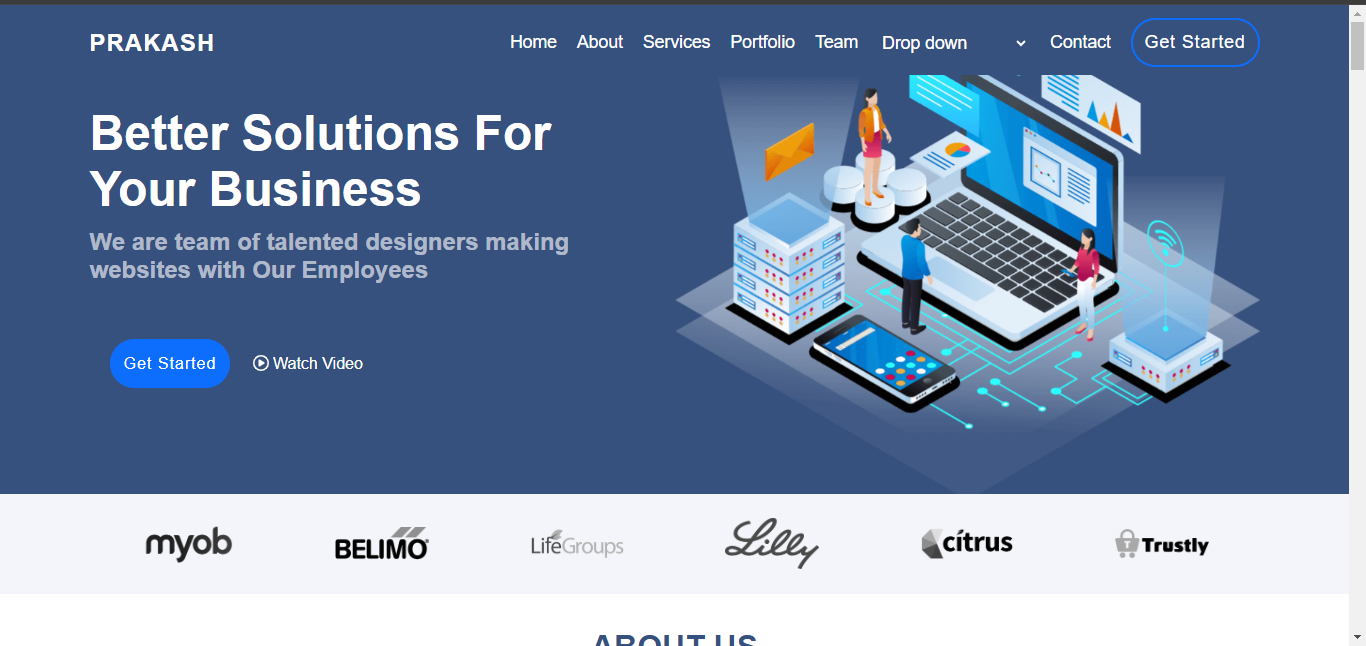 PRAKASH
Home About Services Portfolio Team Drop down Contact Get Started
Better Solutions For
Your Business
We are team of talented designers making
websites with Our Employees
Get Started Watch Video
myob BELIMO LifeGroups Lilly citrus Trustly
ABOUT US